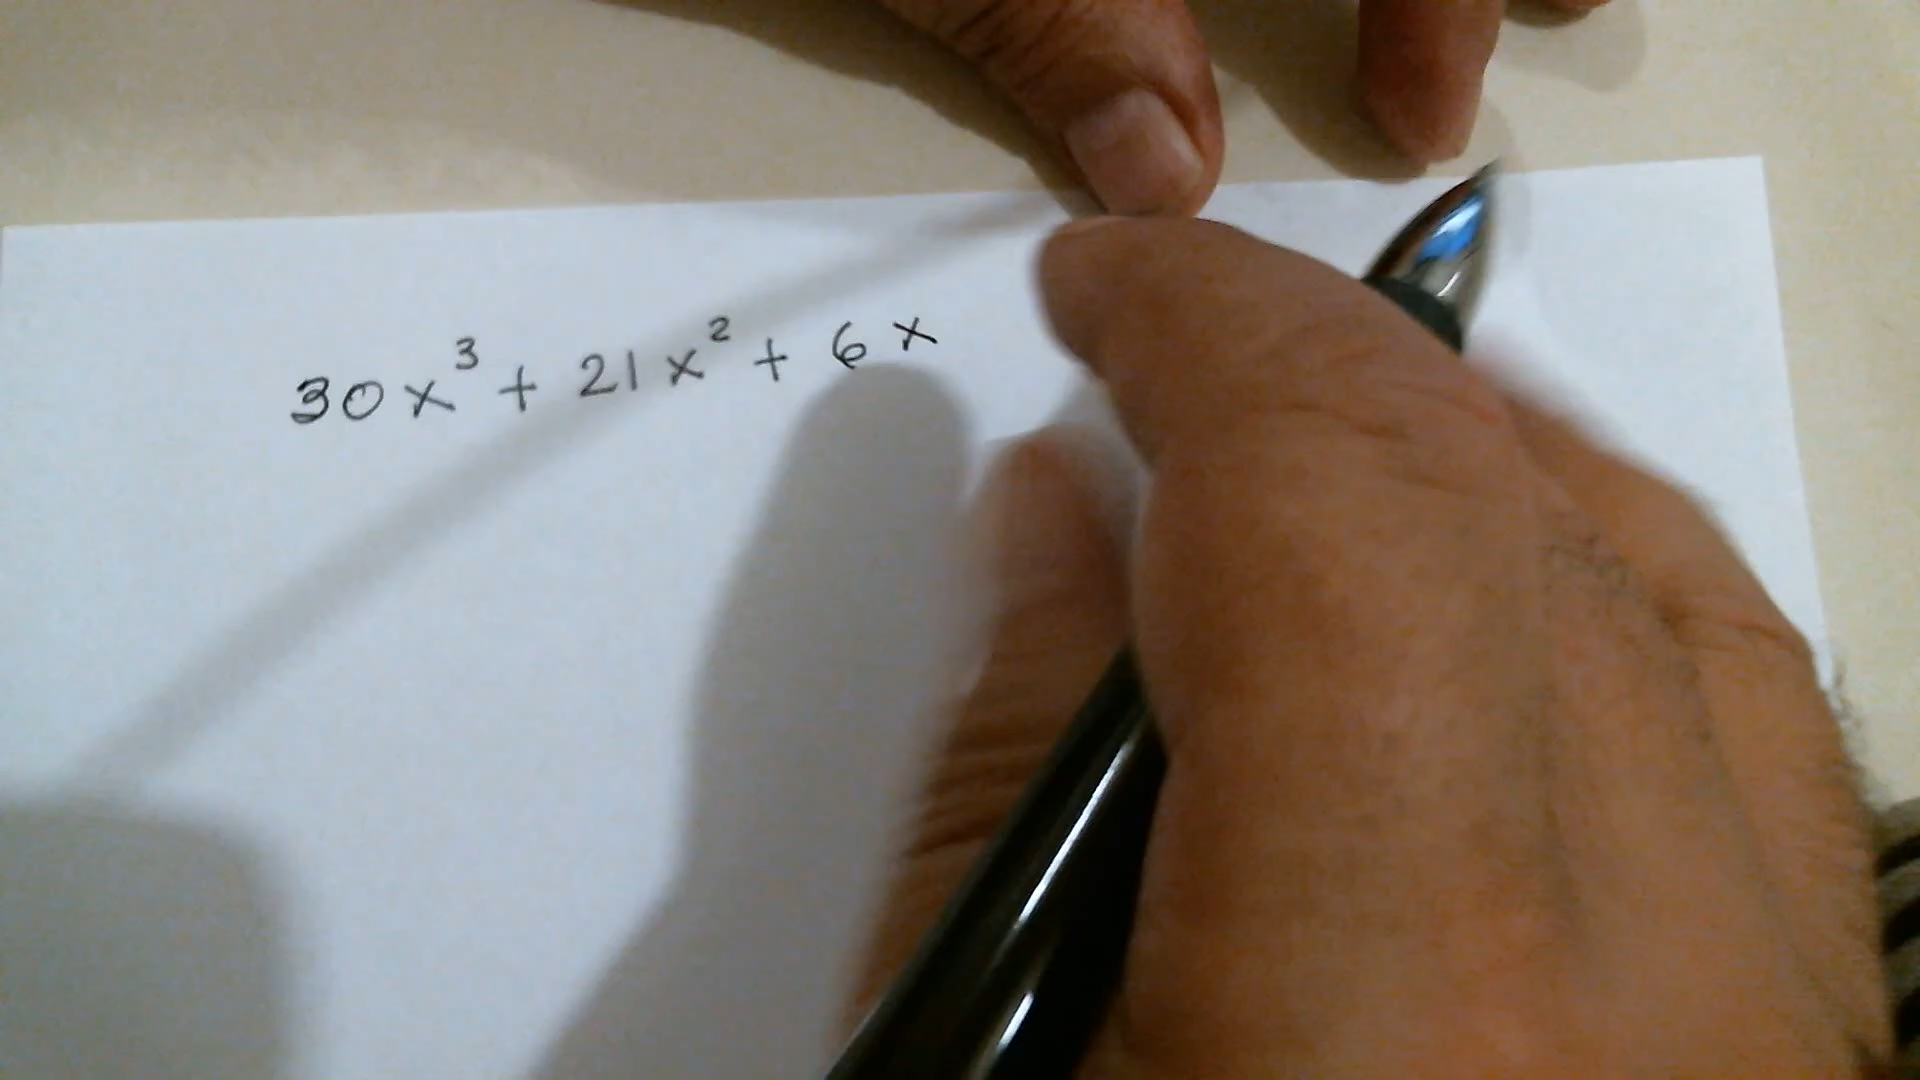 30x³ + 21x² + 6x